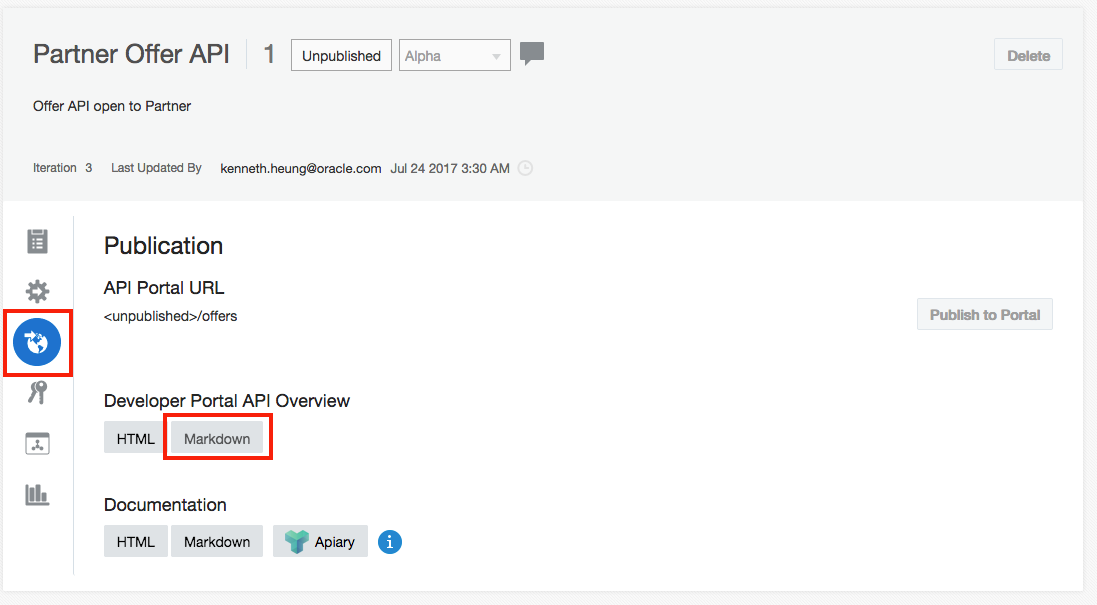 Partner Offer API 1 Unpublished Alpha Delete
Offer API open to Partner
Iteration 3 Last Updated By kenneth.heung@oracle.com Jul 24 2017 3:30 AM
Publication
API Portal URL
<unpublished>/offers
Publish to Portal
Developer Portal API Overview
HTML Markdown
Documentation
HTML Markdown Apiary i